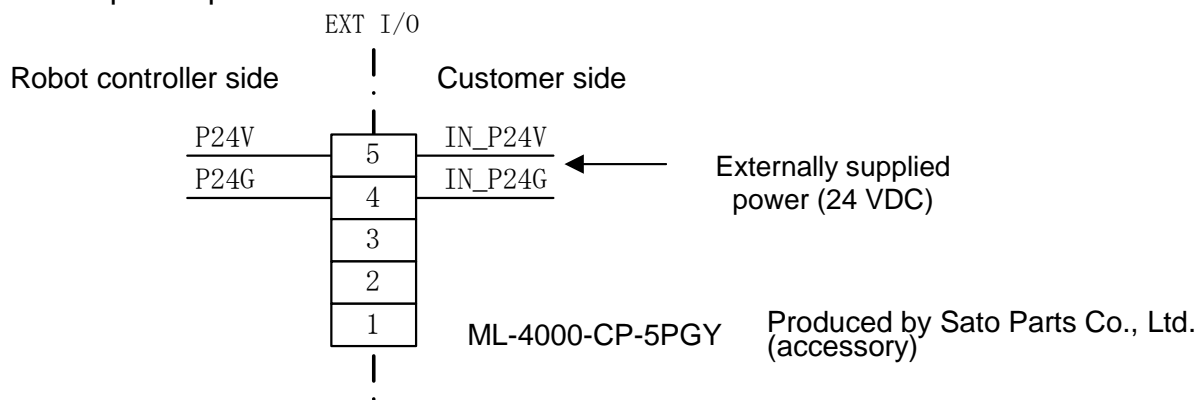 EXT I/O
Robot controller side
Customer side
P24V
5
IN_P24V
P24G
4
IN_P24G
Externally supplied
power (24 VDC)
3
2
1
ML-4000-CP-5PGY
Produced by Sato Parts Co., Ltd.
(accessory)